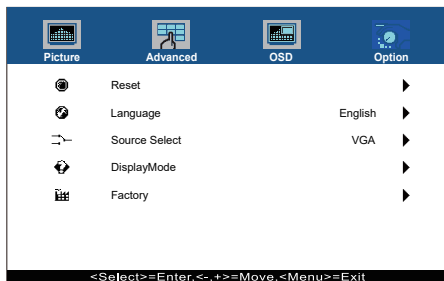 Picture Advanced OSD Option
Reset
Language English
Source Select VGA
DisplayMode
Factory
<Select>=Enter,<-,+>=Move,<Menu>=Exit